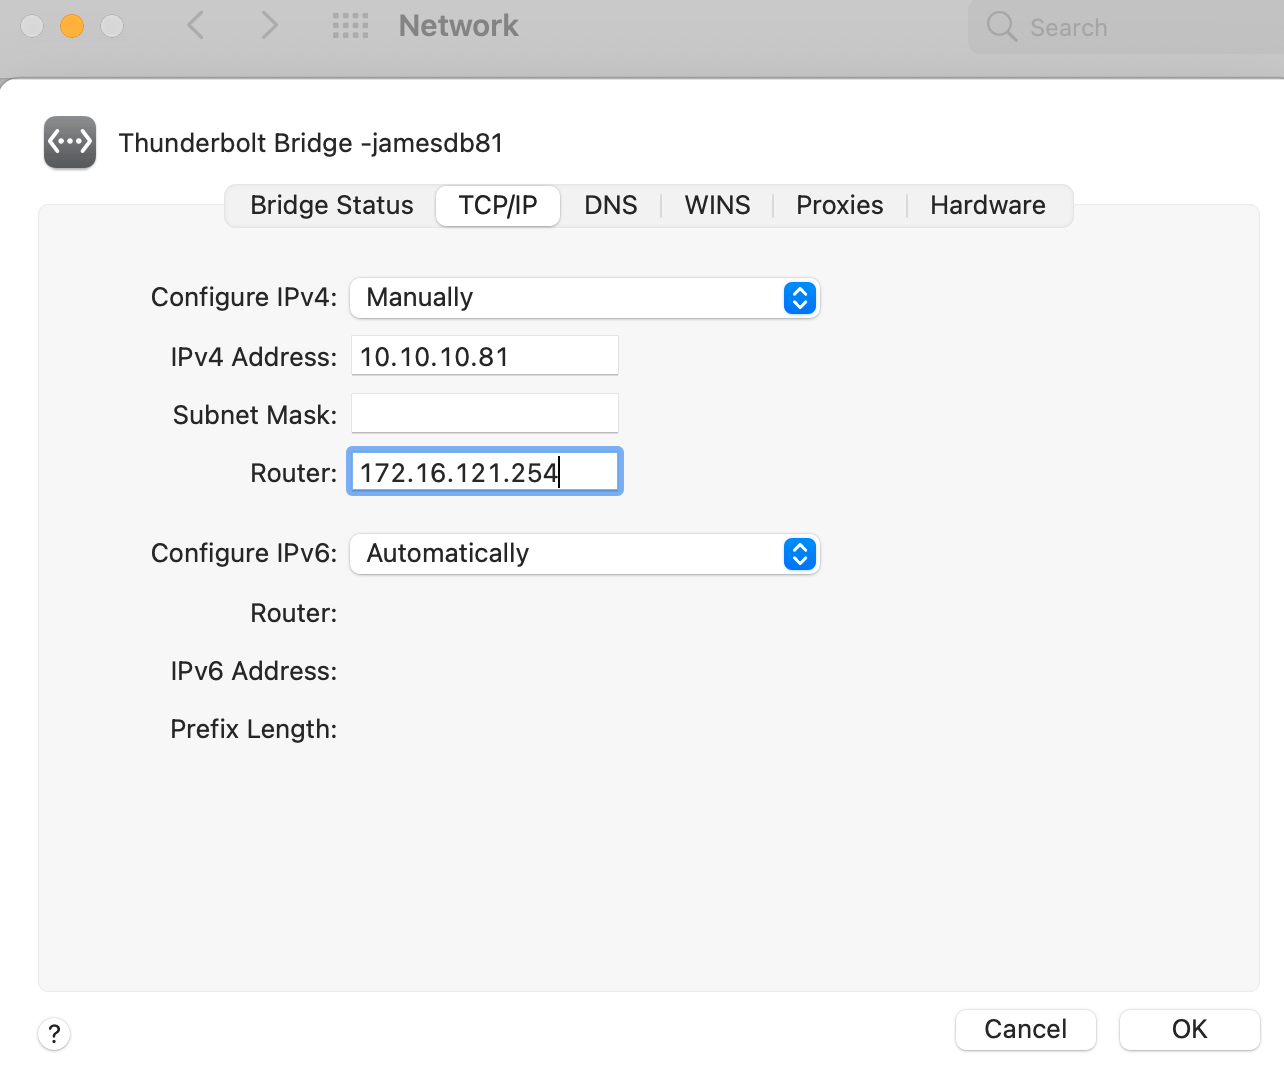 Network
Search
Thunderbolt Bridge -jamesdb81
Bridge Status TCP/IP DNS WINS Proxies Hardware
Configure IPv4: Manually
IPv4 Address: 10.10.10.81
Subnet Mask:
Router: 172.16.121.254
Configure IPv6: Automatically
Router:
IPv6 Address:
Prefix Length:
? Cancel OK